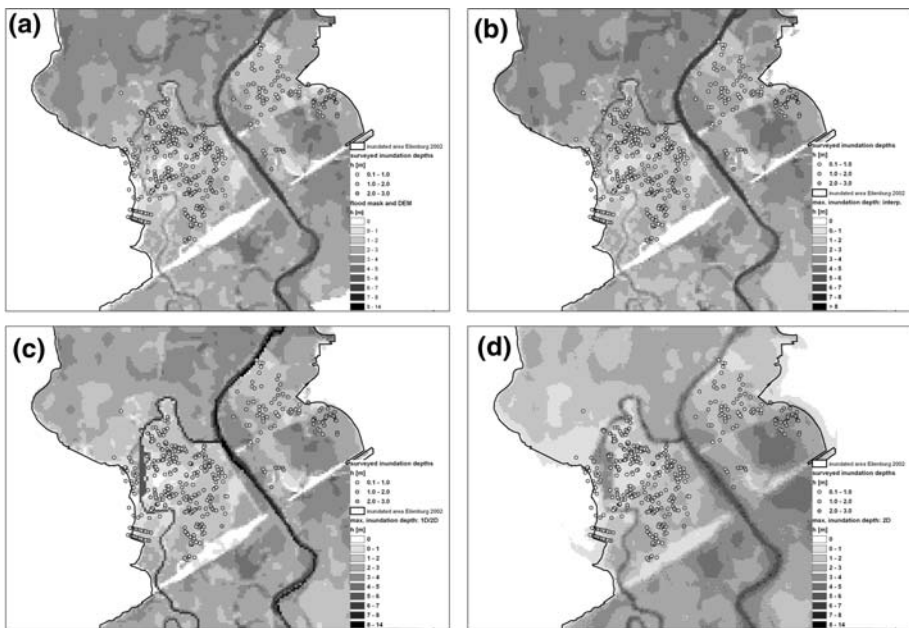 (a)
inundated area Eilenburg 2002
surveyed inundation depths
h [m]
0.1 - 1.0
1.0 - 2.0
2.0 - 3.0
flood mask and DEM
h [m]
0
0 - 1
1 - 2
2 - 3
3 - 4
4 - 5
5 - 6
6 - 7
7 - 8
8 - 14
(b)
surveyed inundation depths
h [m]
0.1 - 1.0
1.0 - 2.0
2.0 - 3.0
inundated area Eilenburg 2002
max. inundation depth: interp.
h [m]
0
0 - 1
1 - 2
2 - 3
3 - 4
4 - 5
5 - 6
6 - 7
7 - 8
> 8
(c)
surveyed inundation depths
h [m]
0.1 - 1.0
1.0 - 2.0
2.0 - 3.0
inundated area Eilenburg 2002
max. inundation depth: 1D/2D
h [m]
0
0 - 1
1 - 2
2 - 3
3 - 4
4 - 5
5 - 6
6 - 7
7 - 8
8 - 14
(d)
inundated area Eilenburg 2002
surveyed inundation depths
h [m]
0.1 - 1.0
1.0 - 2.0
2.0 - 3.0
max. inundation depth: 2D
h [m]
0
0 - 1
1 - 2
2 - 3
3 - 4
4 - 5
5 - 6
6 - 7
7 - 8
8 - 14